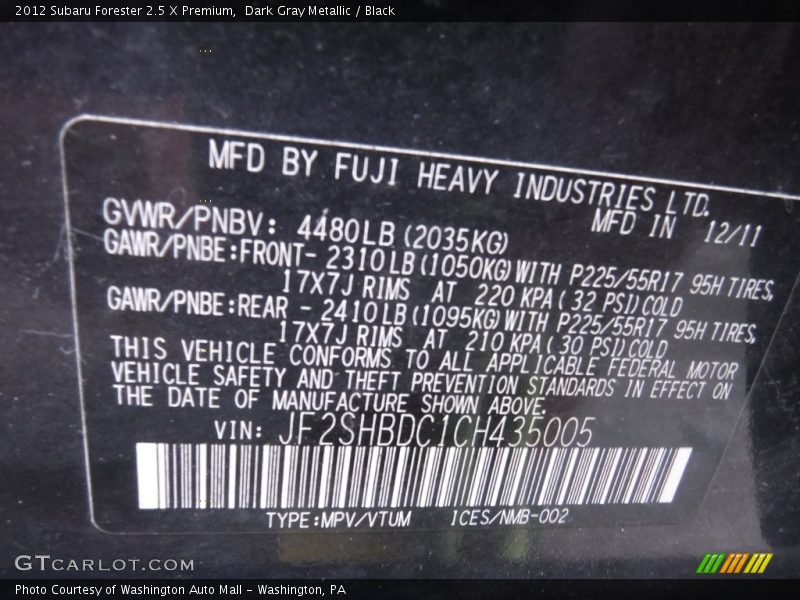 2012 Subaru Forester 2.5 X Premium,  Dark Gray Metallic / Black
MFD BY FUJI HEAVY INDUSTRIES LTD.
MFD IN 12/11
GVWR/PNBV: 4480LB (2035KG)
GAWR/PNBE:FRONT- 2310LB (1050KG) WITH P225/55R17 95H TIRES,
17X7J RIMS AT 220 KPA ( 32 PSI) COLD
GAWR/PNBE:REAR - 2410LB (1095KG) WITH P225/55R17 95H TIRES,
17X7J RIMS AT 210 KPA ( 30 PSI) COLD
THIS VEHICLE CONFORMS TO ALL APPLICABLE FEDERAL MOTOR
VEHICLE SAFETY AND THEFT PREVENTION STANDARDS IN EFFECT ON
THE DATE OF MANUFACTURE SHOWN ABOVE.
VIN: JF2SHBDC1CH435005
TYPE:MPV/VTUM ICES/NMB-002
GTCARLOT.COM
Photo Courtesy of Washington Auto Mall - Washington, PA